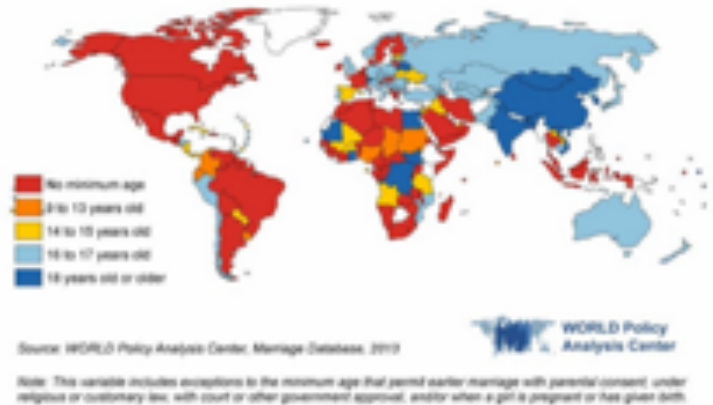 No minimum age
9 to 13 years old
14 to 15 years old
16 to 17 years old
18 years old or older
WORLD Policy
Analysis Center
Source: WORLD Policy Analysis Center, Marriage Database, 2013
Note: This variable includes exceptions to the minimum age that permit earlier marriage with parental consent, under
religious or customary law, with court or other government approval, and/or when a girl is pregnant or has given birth.